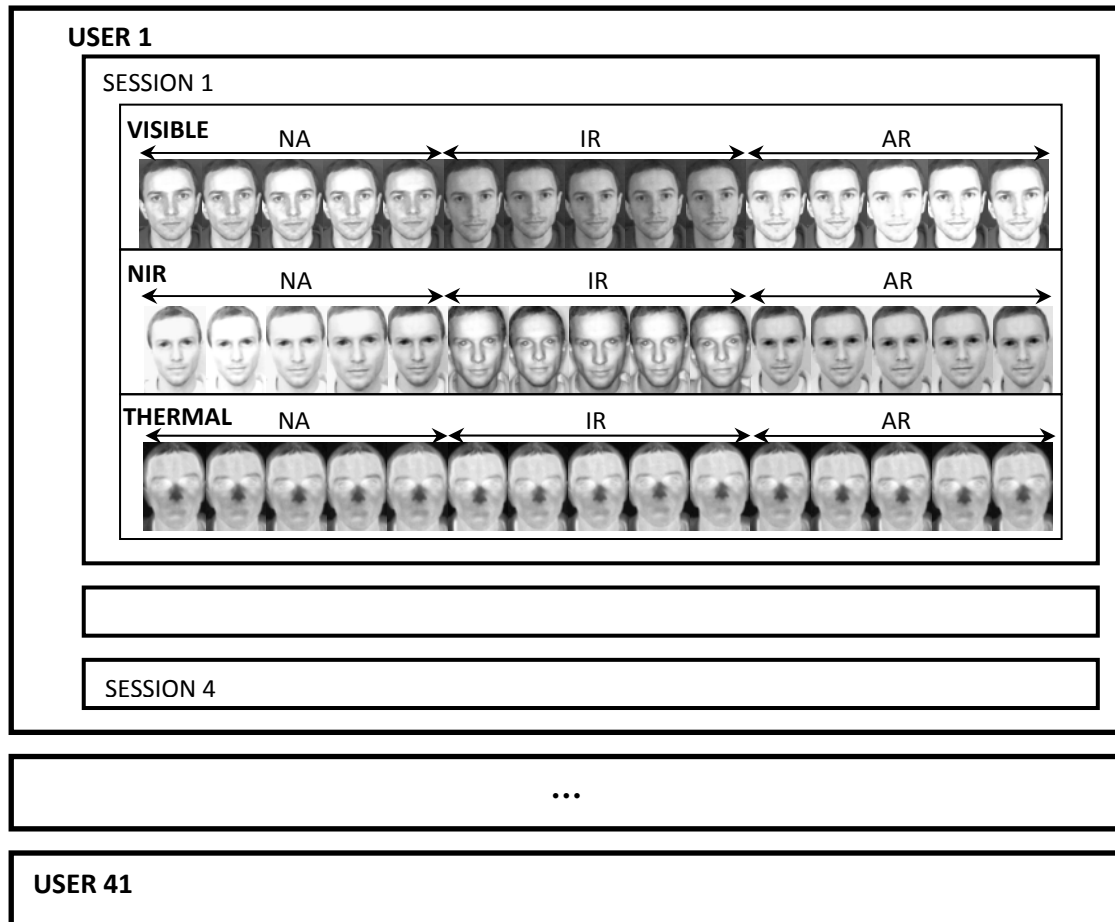 USER 1
SESSION 1
VISIBLE
NA IR AR
NIR
NA IR AR
THERMAL
NA IR AR
SESSION 4
...
USER 41